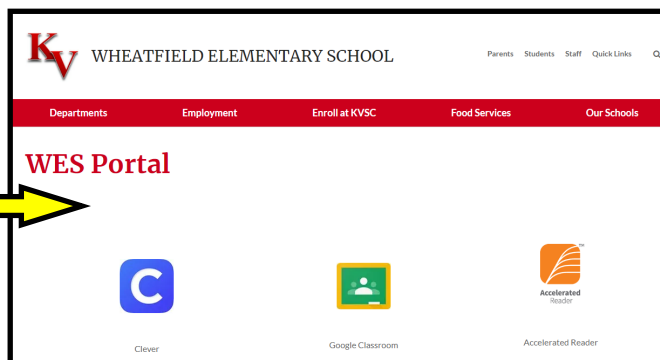 KV WHEATFIELD ELEMENTARY SCHOOL Parents Students Staff Quick Links
Departments Employment Enroll at KVSC Food Services Our Schools
WES Portal
C
Accelerated
Reader
TM
Clever Google Classroom Accelerated Reader